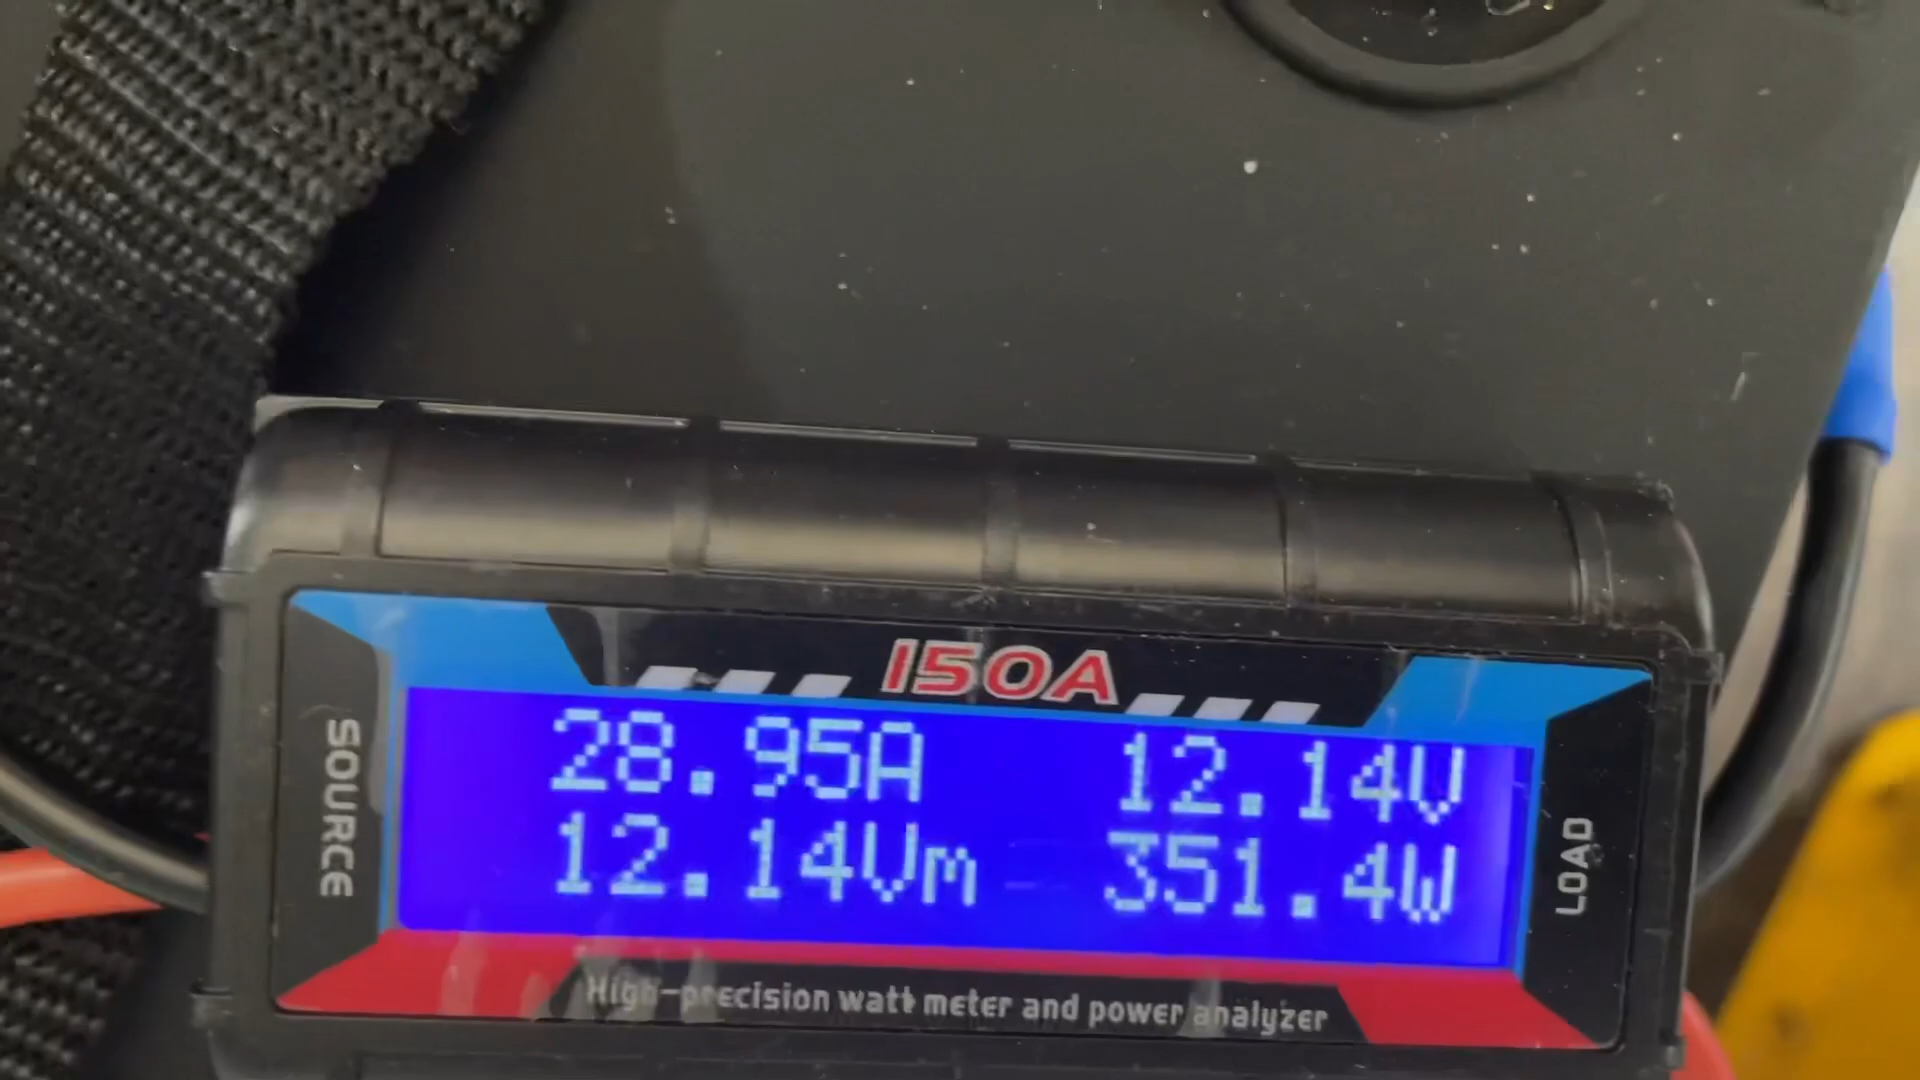 150A
SOURCE
28.95A 12.14V
12.14Vm 351.4W
LOAD
High-precision watt meter and power analyzer